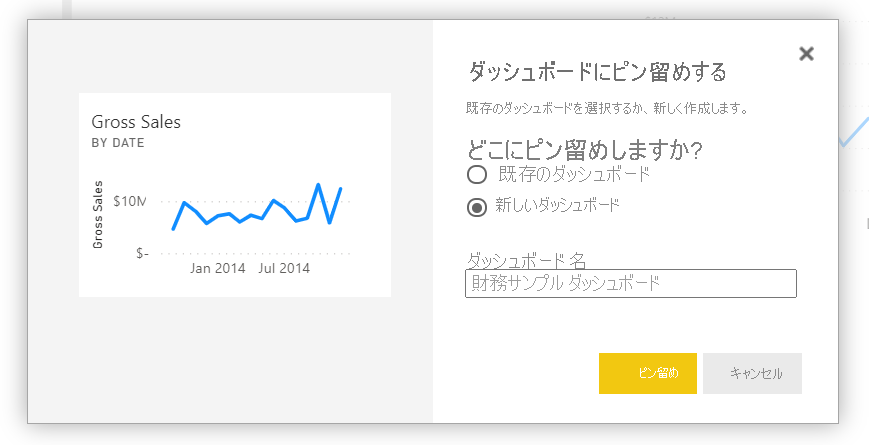 Gross Sales
BY DATE
Gross Sales
$10M
$-
Jan 2014 Jul 2014
ダッシュボードにピン留めする
既存のダッシュボードを選択するか、新しく作成します。
どこにピン留めしますか?
既存のダッシュボード
新しいダッシュボード
ダッシュボード 名
財務サンプル ダッシュボード
ピン留め
キャンセル